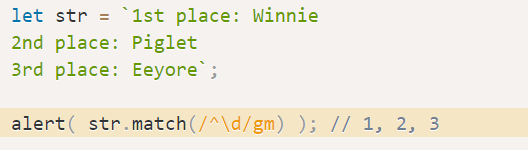 let str = `1st place: Winnie
2nd place: Piglet
3rd place: Eeyore`;
alert( str.match(/^\d/gm) ); // 1, 2, 3